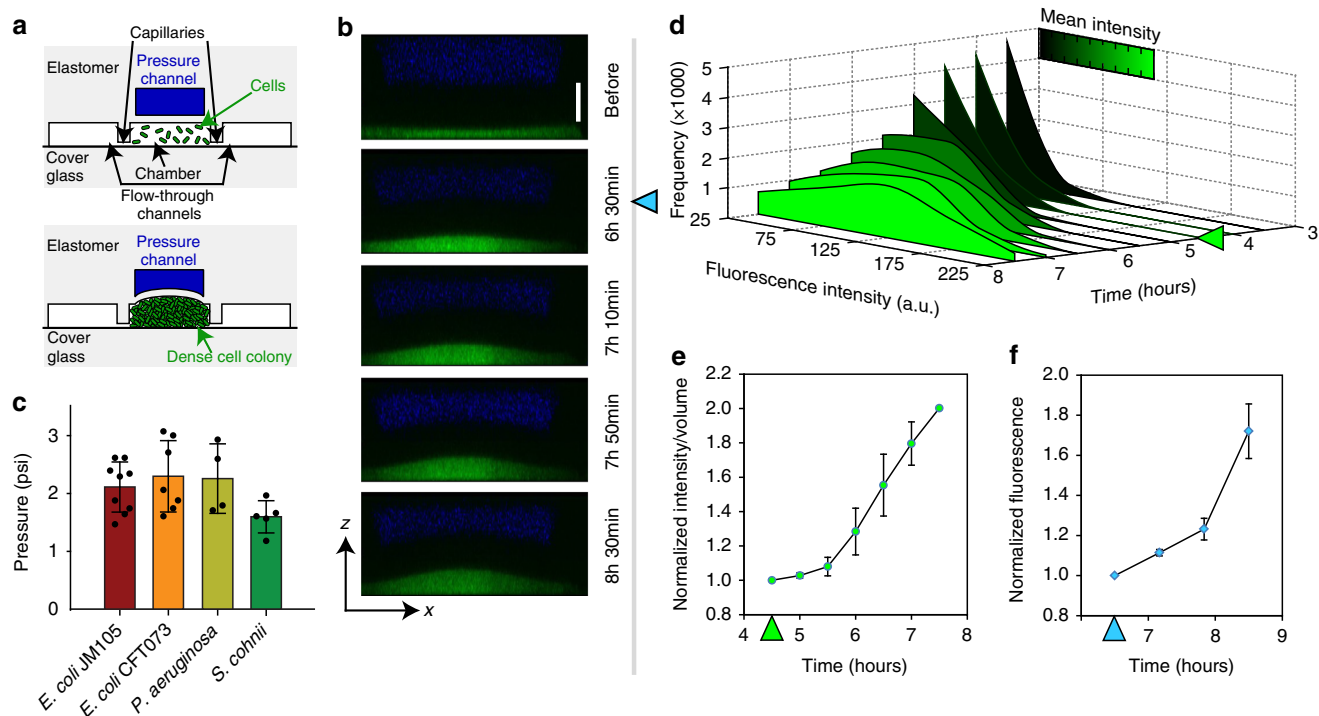 a
Capillaries
Elastomer
Pressure
channel
Cells
Cover
glass
Chamber
Flow-through
channels
Elastomer
Pressure
channel
Cover
glass
Dense cell colony
b
Before
6h 30min
7h 10min
7h 50min
8h 30min
z
x
c
Pressure (psi)
3
2
1
0
E. coli JM105
E. coli CFT073
P. aeruginosa
S. cohnii
d
Mean intensity
Frequency (×1000)
5
4
3
2
1
25
75
125
175
225
Fluorescence intensity (a.u.)
8
7
6
5
4
3
Time (hours)
e
Normalized intensity/volume
2.2
2.0
1.8
1.6
1.4
1.2
1.0
0.8
4 5 6 7 8
Time (hours)
f
Normalized fluorescence
2.0
1.8
1.6
1.4
1.2
1.0
0.8
7 8 9
Time (hours)